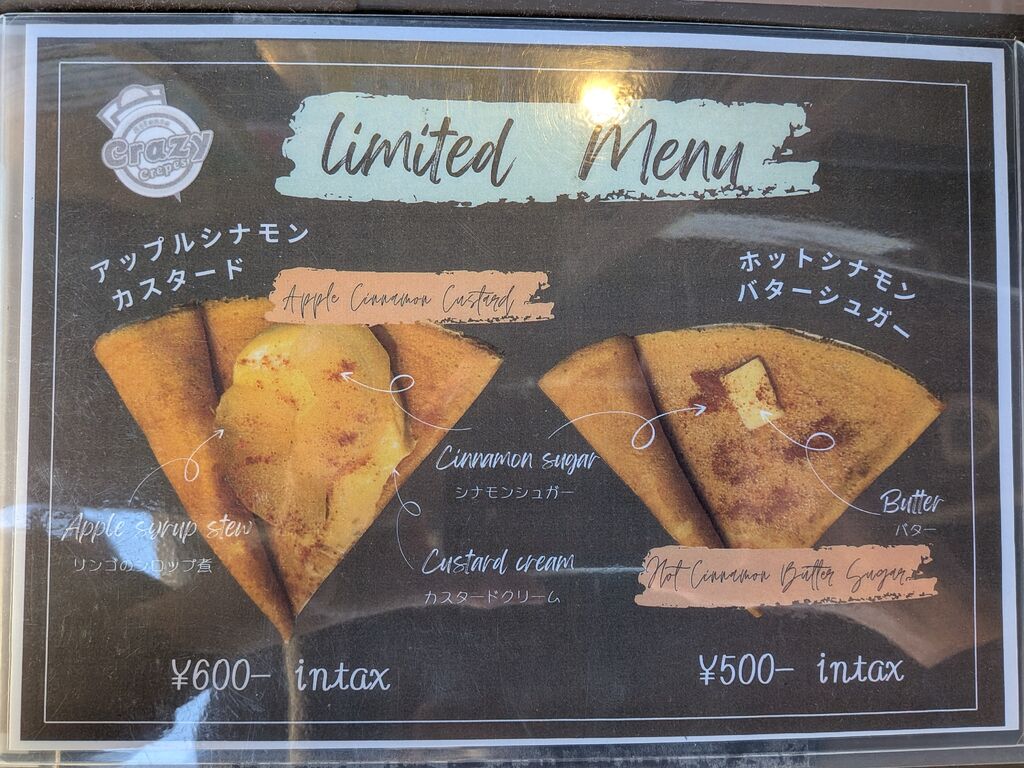 Crazy
Crepes
Limited Menu
アップルシナモン
カスタード
Apple Cinnamon Custard
ホットシナモン
バターシュガー
Cinnamon sugar
シナモンシュガー
Apple syrup stew
リンゴのシロップ煮
Custard cream
カスタードクリーム
Butter
バター
Hot Cinnamon Butter Sugar
¥600- intax
¥500- intax